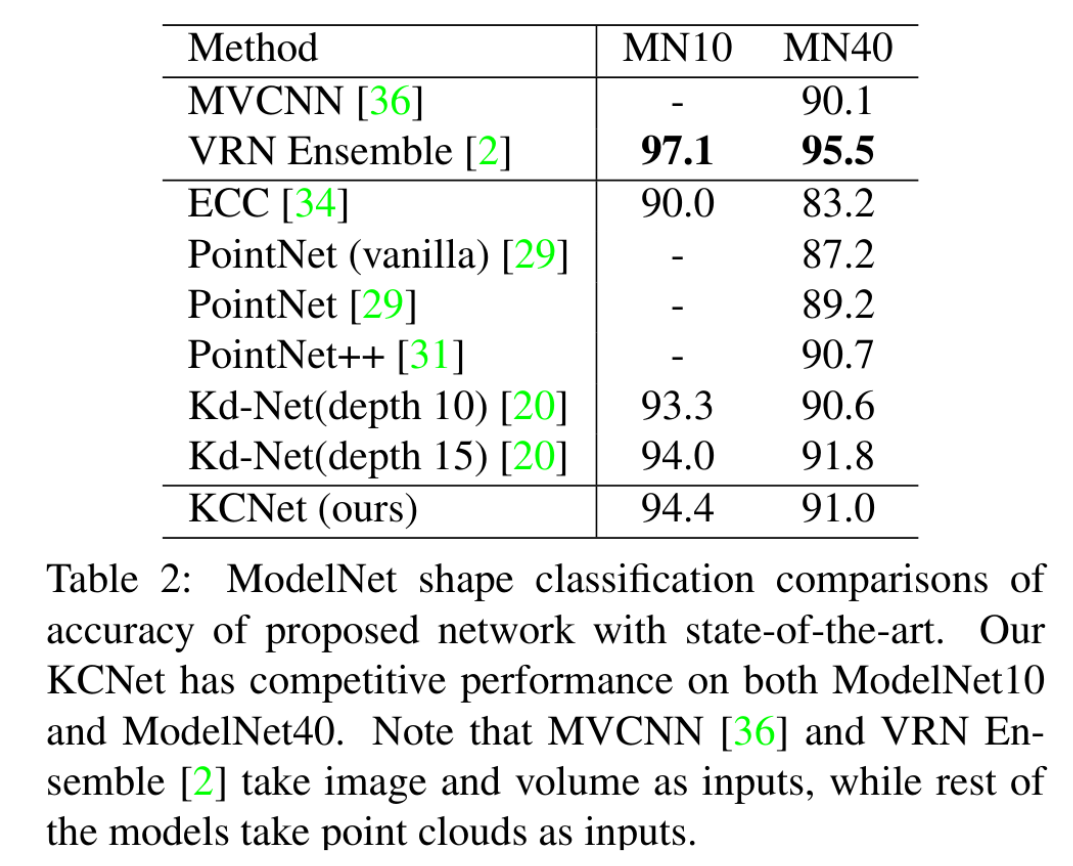 Method MN10 MN40
MVCNN [36] - 90.1
VRN Ensemble [2] 97.1 95.5
ECC [34] 90.0 83.2
PointNet (vanilla) [29] - 87.2
PointNet [29] - 89.2
PointNet++ [31] - 90.7
Kd-Net(depth 10) [20] 93.3 90.6
Kd-Net(depth 15) [20] 94.0 91.8
KCNet (ours) 94.4 91.0
Table 2: ModelNet shape classification comparisons of
accuracy of proposed network with state-of-the-art. Our
KCNet has competitive performance on both ModelNet10
and ModelNet40. Note that MVCNN [36] and VRN En-
semble [2] take image and volume as inputs, while rest of
the models take point clouds as inputs.